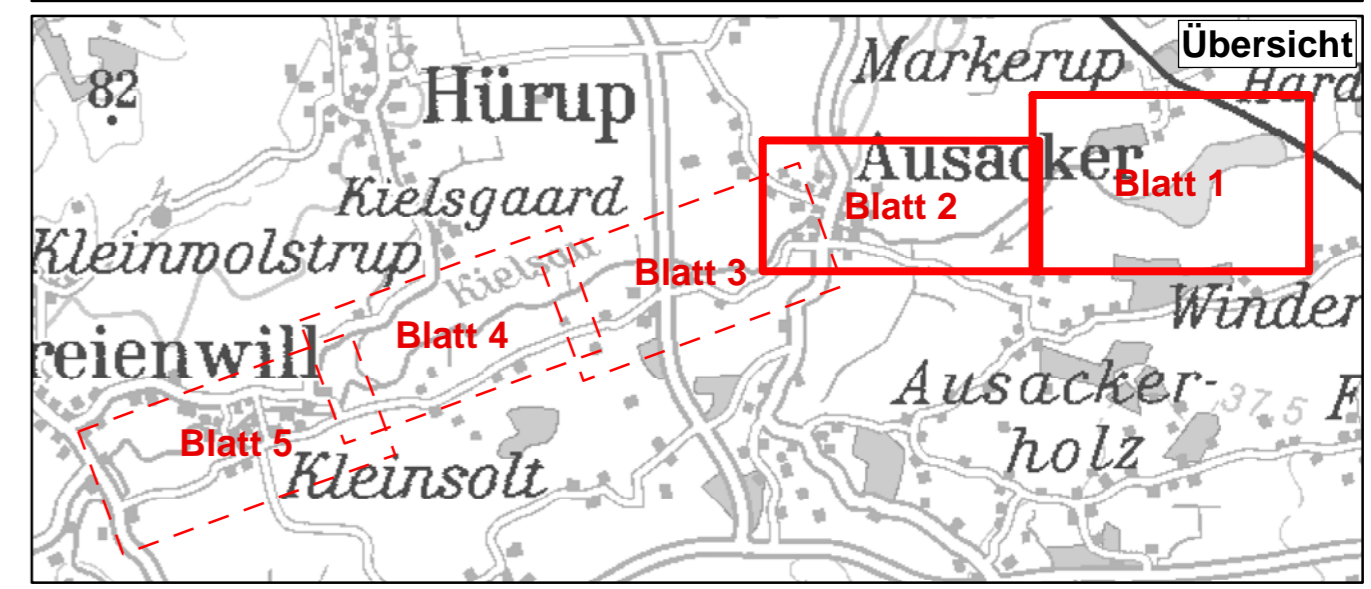 Übersicht
Markerup
Hard
82
Hürup
Ausacker
Blatt 1
Kielsgaard
Blatt 2
Kleinwolstrup
Kielsau
Blatt 3
Winder
Blatt 4
reienwill
Ausacker-
37,5
F
Blatt 5
holz
Kleinsolt